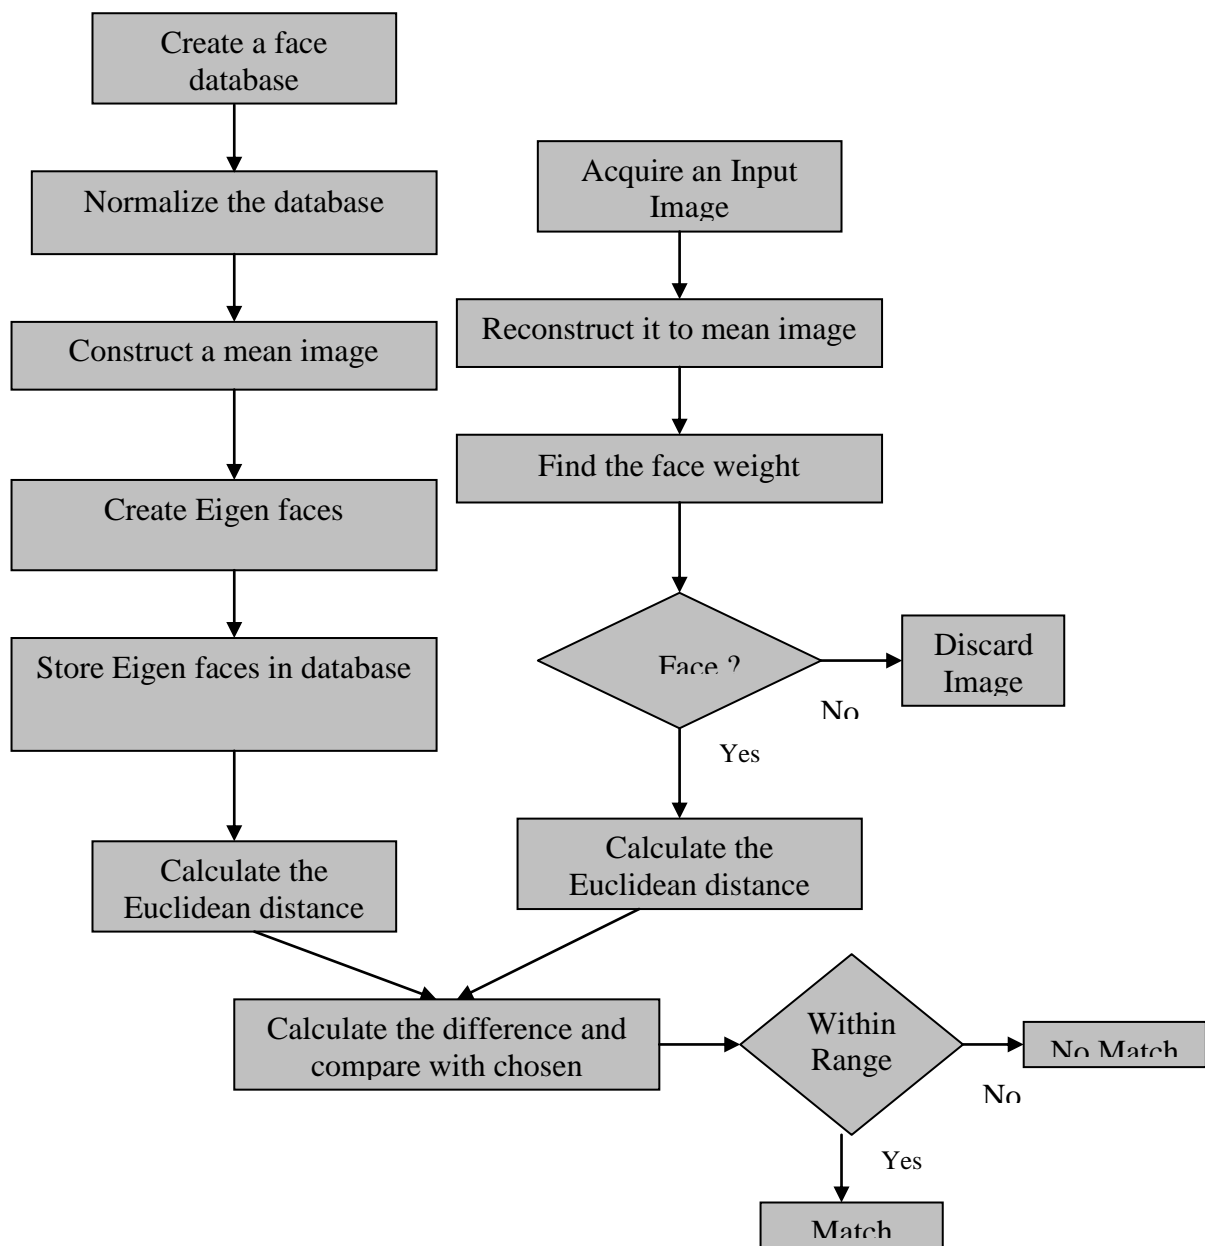 Create a face
database
Normalize the database
Construct a mean image
Create Eigen faces
Store Eigen faces in database
Calculate the
Euclidean distance
Acquire an Input
Image
Reconstruct it to mean image
Find the face weight
Face ?
No
Discard
Image
Yes
Calculate the
Euclidean distance
Calculate the difference and
compare with chosen
Within
Range
No
No Match
Yes
Match